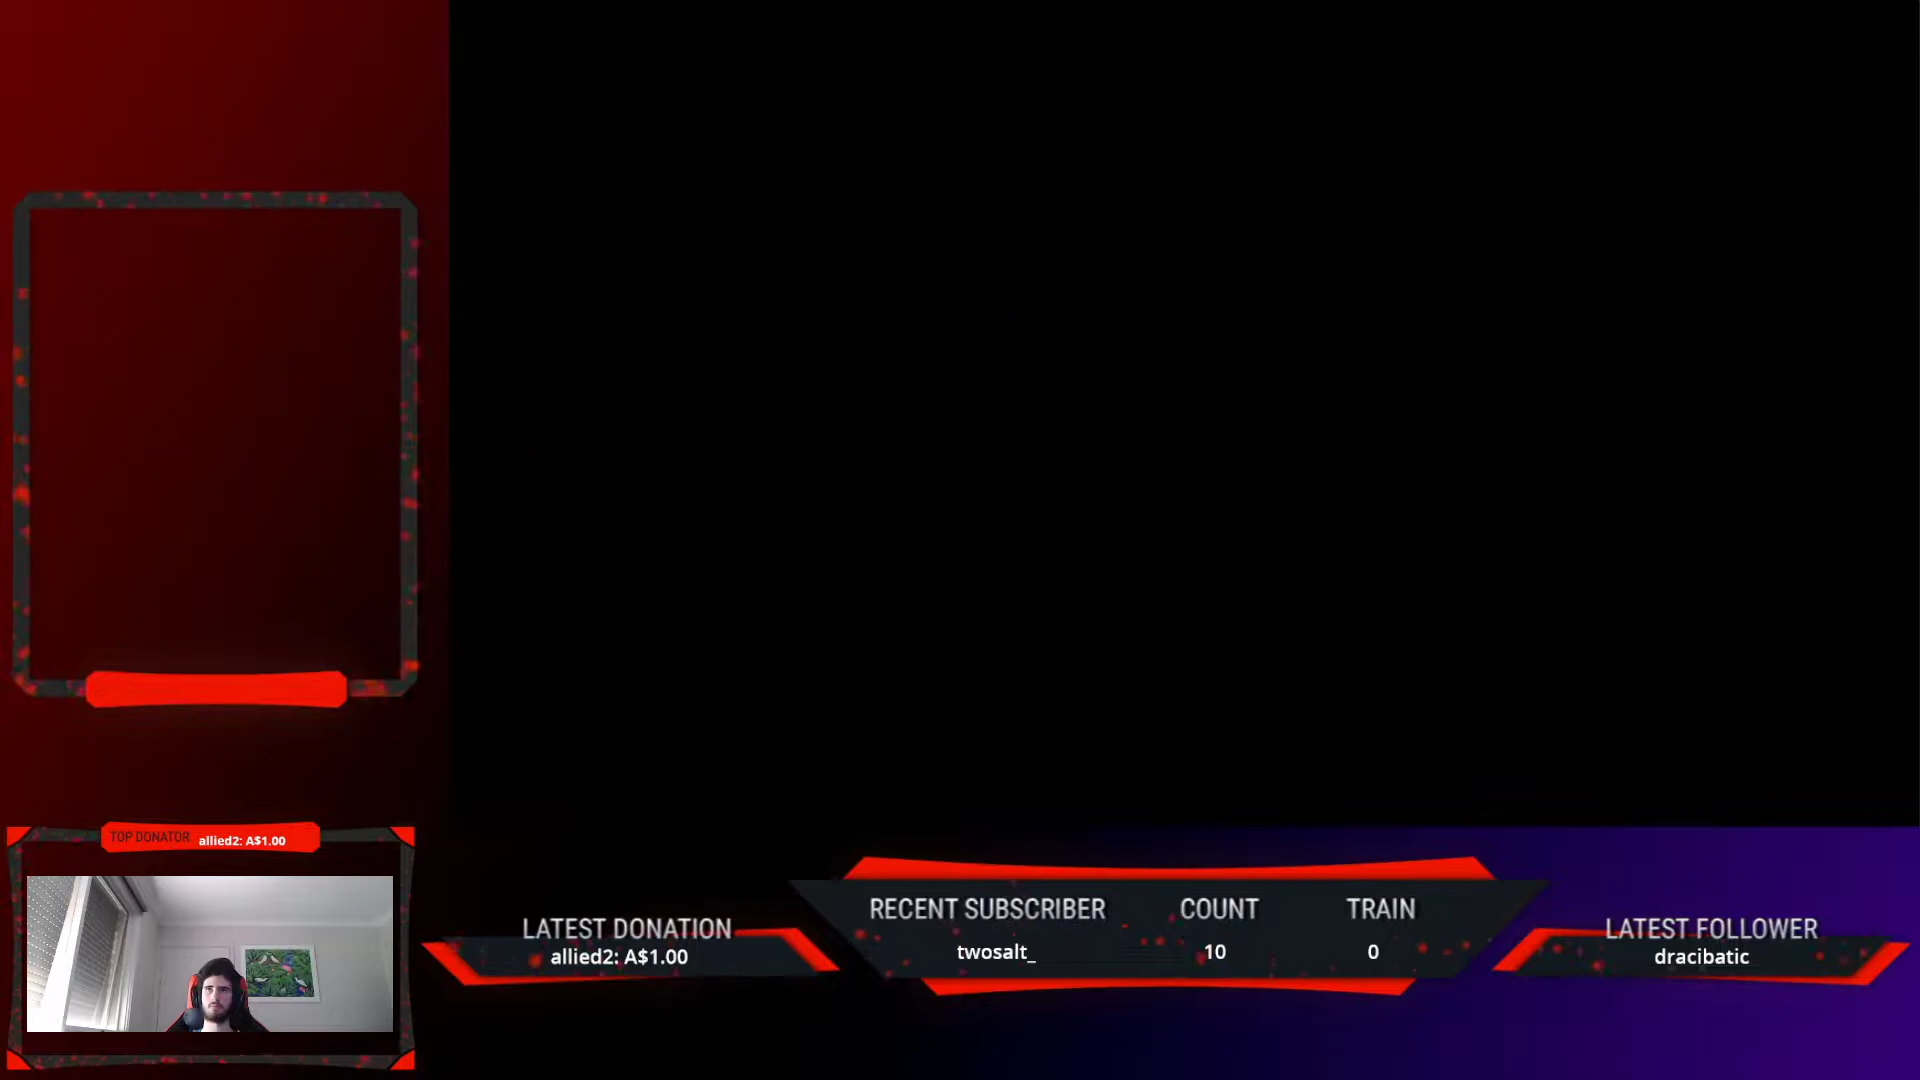 TOP DONATOR allied2: A$1.00
LATEST DONATION
allied2: A$1.00
RECENT SUBSCRIBER COUNT TRAIN
twosalt_ 10 0
LATEST FOLLOWER
dracibatic